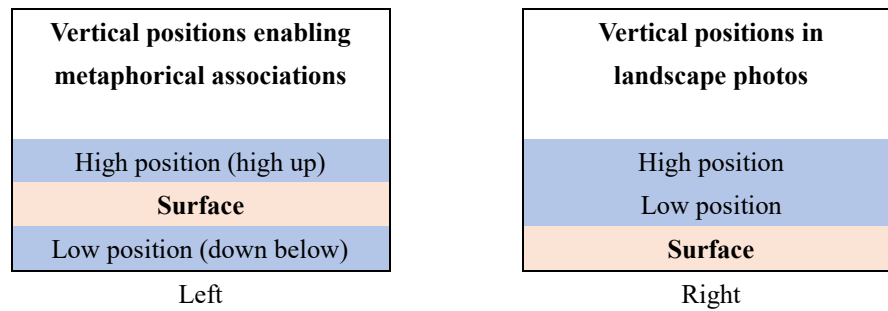 Vertical positions enabling
metaphorical associations
High position (high up)
Surface
Low position (down below)
Left
Vertical positions in
landscape photos
High position
Low position
Surface
Right